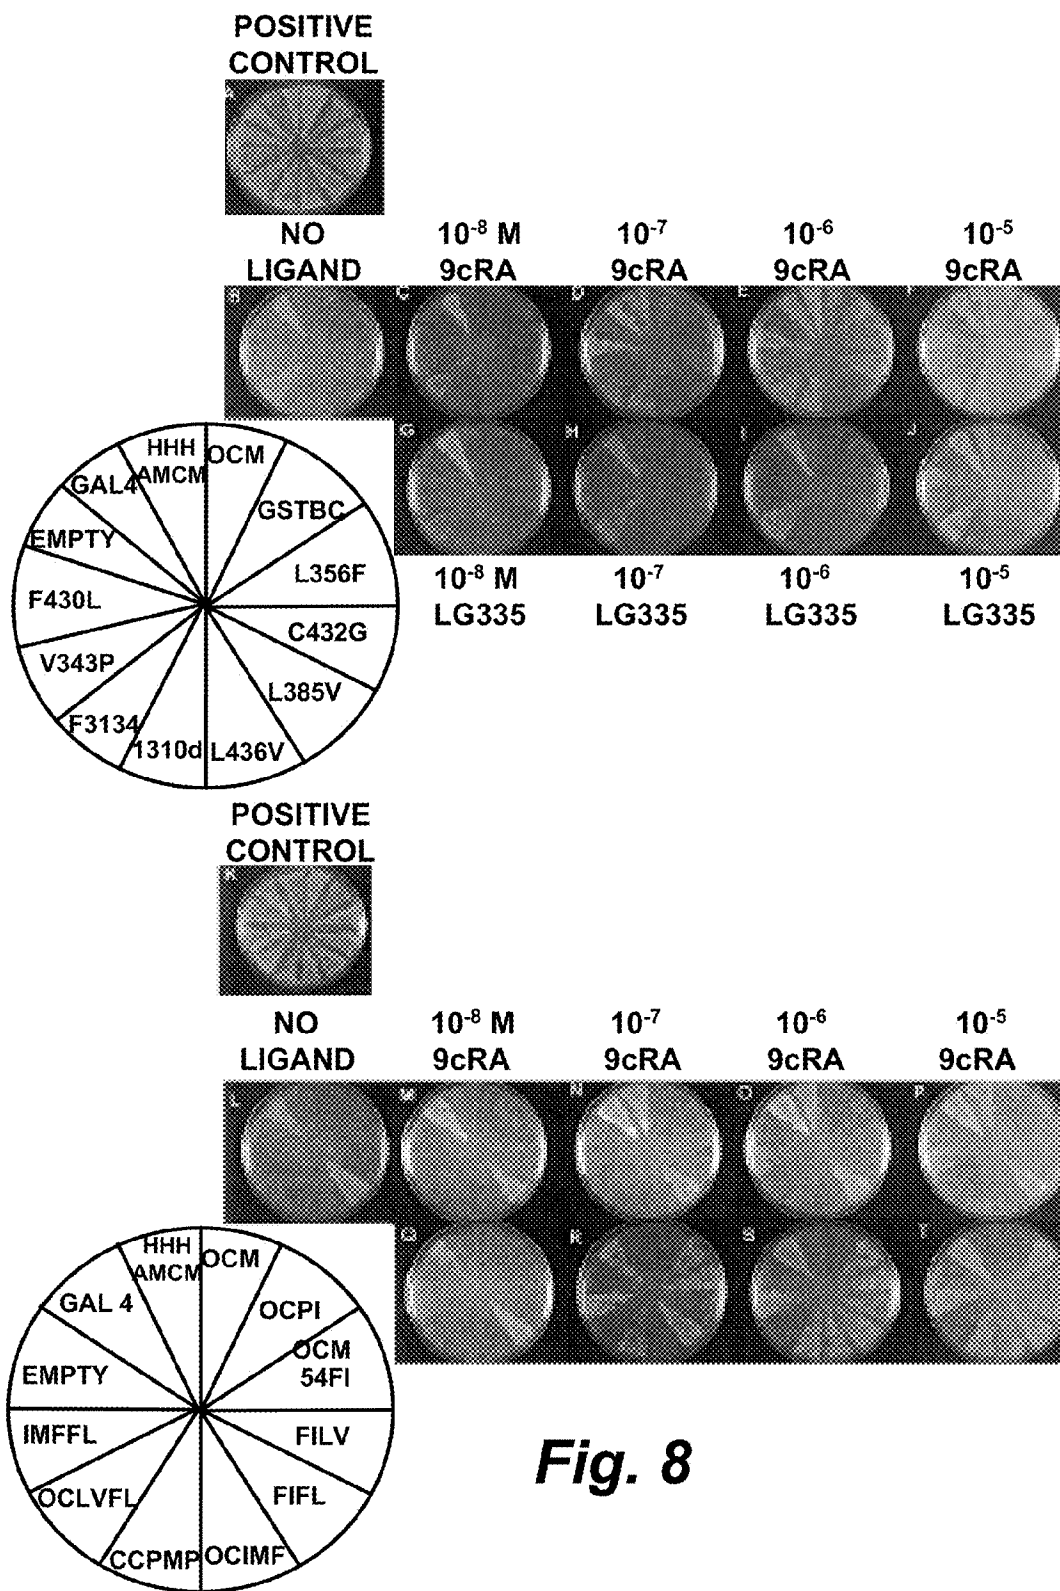 POSITIVE
CONTROL
A
NO
LIGAND
10-8 M
9cRA
10-7
9cRA
10-6
9cRA
10-5
9cRA
B
C
D
E
F
HHH
AMCM
OCM
GAL4
GSTBC
EMPTY
L356F
F430L
C432G
V343P
L385V
F3134
1310d
L436V
G
H
I
J
10-8 M
LG335
10-7
LG335
10-6
LG335
10-5
LG335
POSITIVE
CONTROL
K
NO
LIGAND
10-8 M
9cRA
10-7
9cRA
10-6
9cRA
10-5
9cRA
L
M
N
O
P
HHH
AMCM
OCM
GAL 4
OCPI
OCM
54FI
EMPTY
IMFFL
FILV
OCLVFL
FIFL
CCPMP
OCIMF
Q
R
S
T
Fig. 8